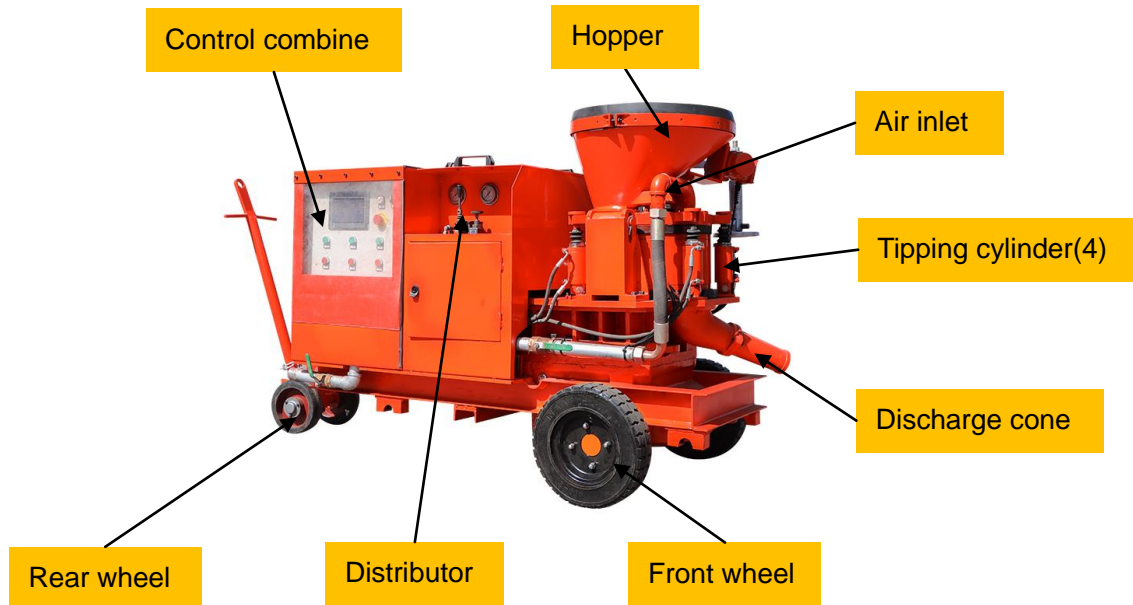 Control combine
Hopper
Air inlet
Tipping cylinder(4)
Discharge cone
Rear wheel
Distributor
Front wheel